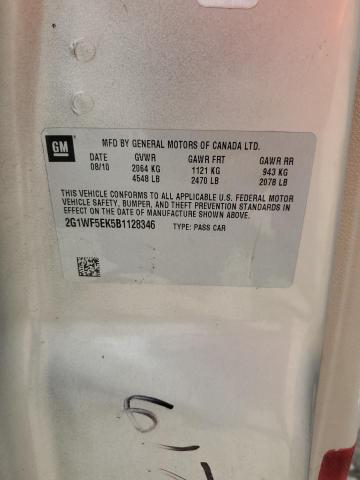 GM
MFD BY GENERAL MOTORS OF CANADA LTD.
DATE GVWR GAWR FRT GAWR RR
08/10 2064 KG 1121 KG 943 KG
4548 LB 2470 LB 2078 LB
THIS VEHICLE CONFORMS TO ALL APPLICABLE U.S. FEDERAL MOTOR
VEHICLE SAFETY, BUMPER, AND THEFT PREVENTION STANDARDS IN
EFFECT ON THE DATE OF MANUFACTURE SHOWN ABOVE.
2G1WF5EK5B1128346 TYPE: PASS CAR